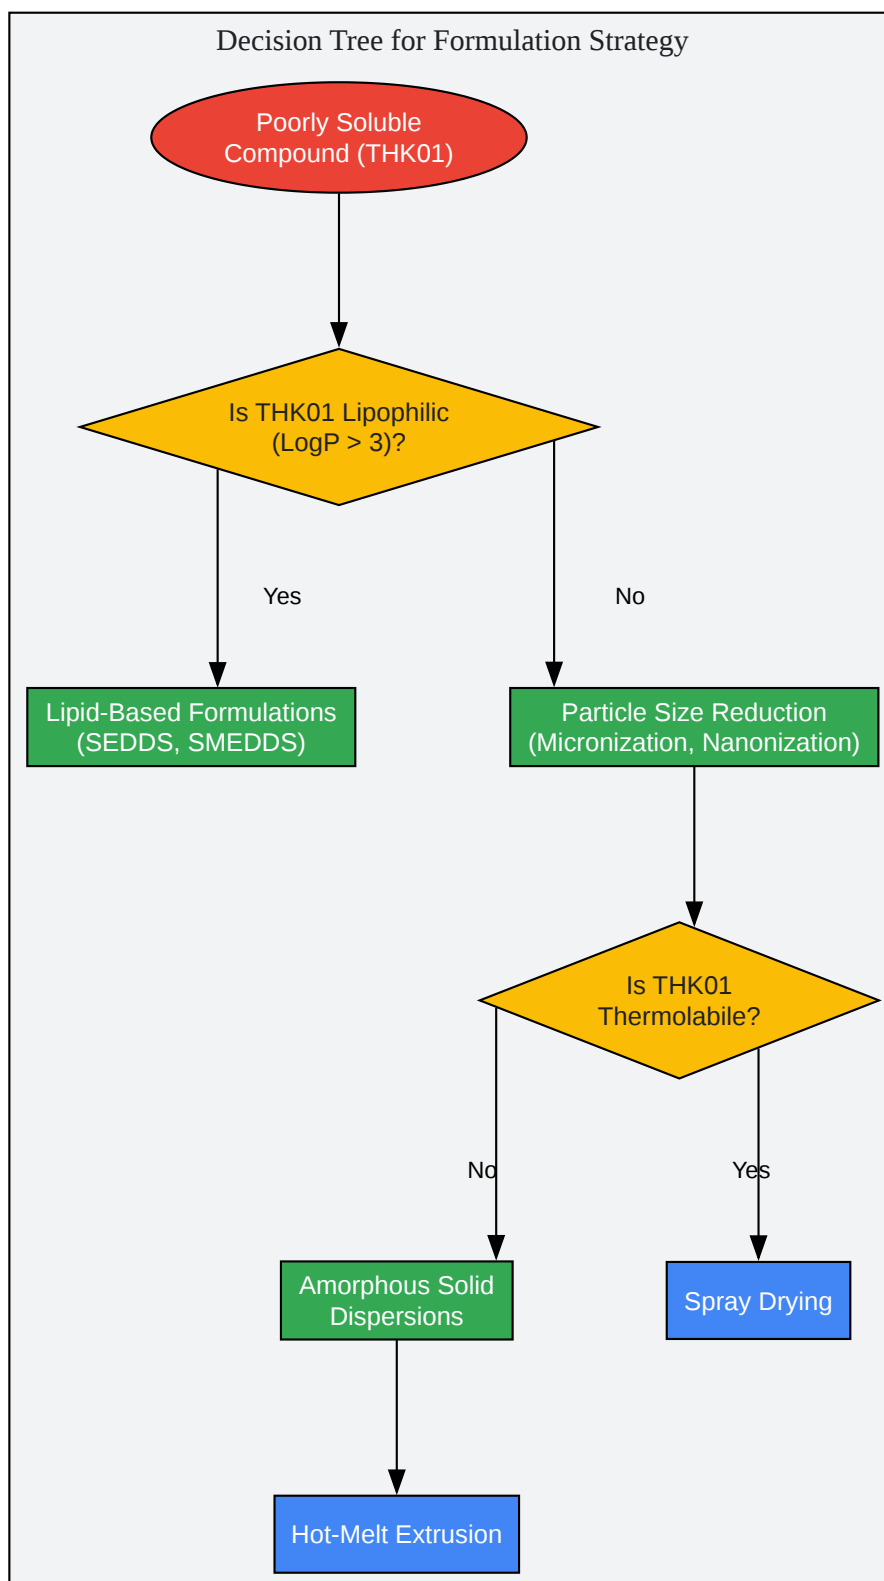 Decision Tree for Formulation Strategy
Poorly Soluble
Compound (THK01)
Is THK01 Lipophilic
(LogP > 3)?
Yes
No
Lipid-Based Formulations
(SEDDS, SMEDDS)
Particle Size Reduction
(Micronization, Nanonization)
Is THK01
Thermolabile?
No
Yes
Amorphous Solid
Dispersions
Spray Drying
Hot-Melt Extrusion